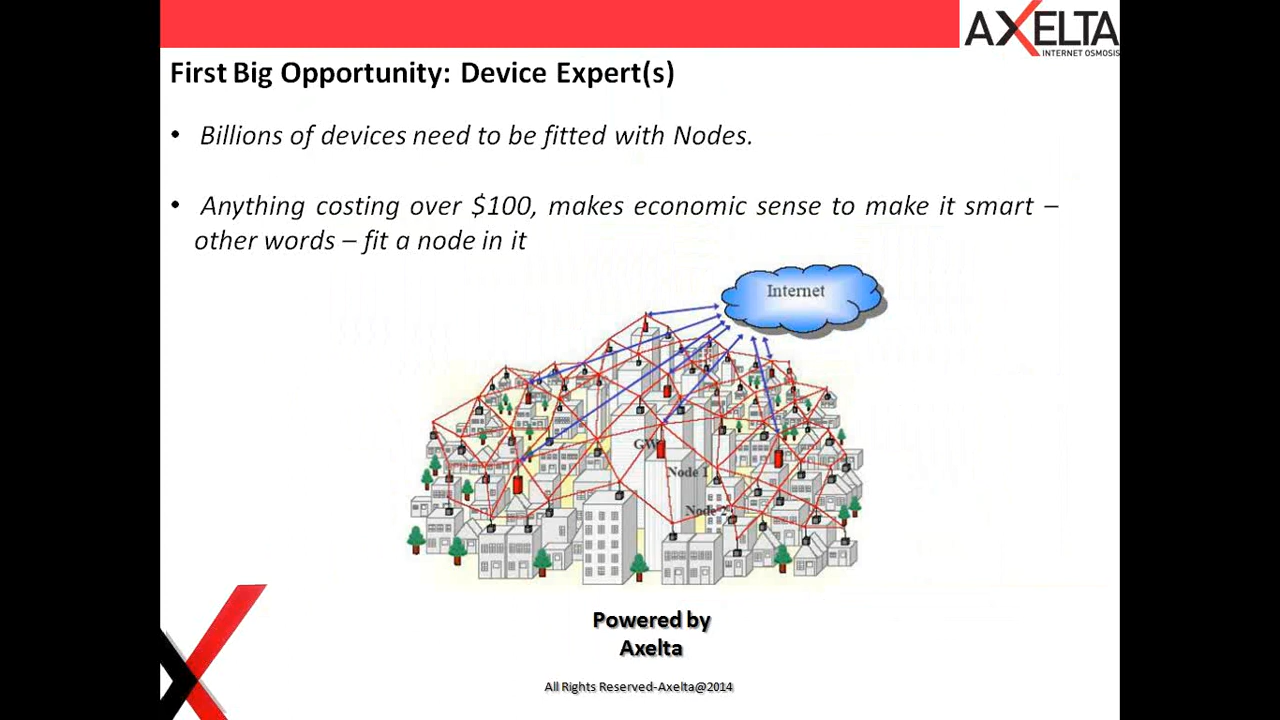 AXELTA
INTERNET OSMOSIS
First Big Opportunity: Device Expert(s)
• Billions of devices need to be fitted with Nodes.
• Anything costing over $100, makes economic sense to make it smart –
other words – fit a node in it
Internet
GW
Node 1
Node 2
Powered by
Axelta
All Rights Reserved-Axelta@2014